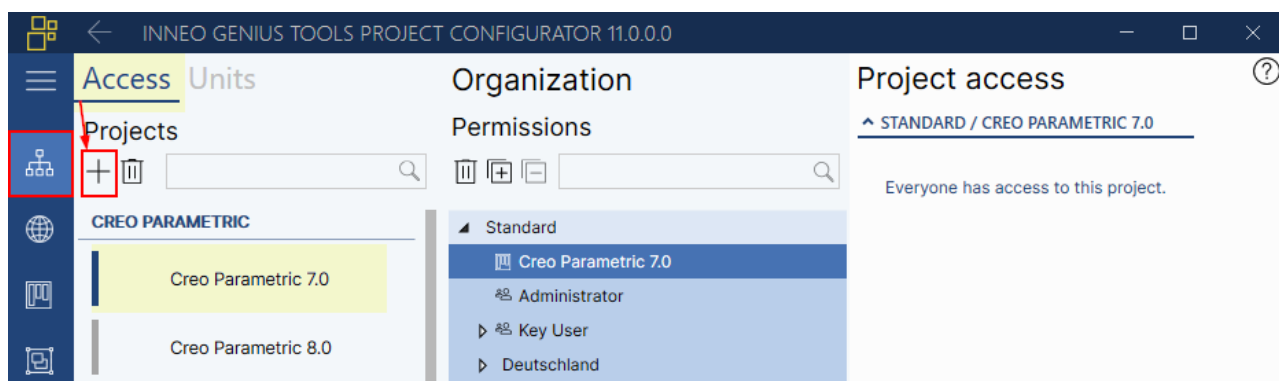 INNEO GENIUS TOOLS PROJECT CONFIGURATOR 11.0.0.0
Access Units
Projects
CREO PARAMETRIC
Creo Parametric 7.0
Creo Parametric 8.0
Organization
Permissions
Standard
Creo Parametric 7.0
Administrator
Key User
Deutschland
Project access
STANDARD / CREO PARAMETRIC 7.0
Everyone has access to this project.